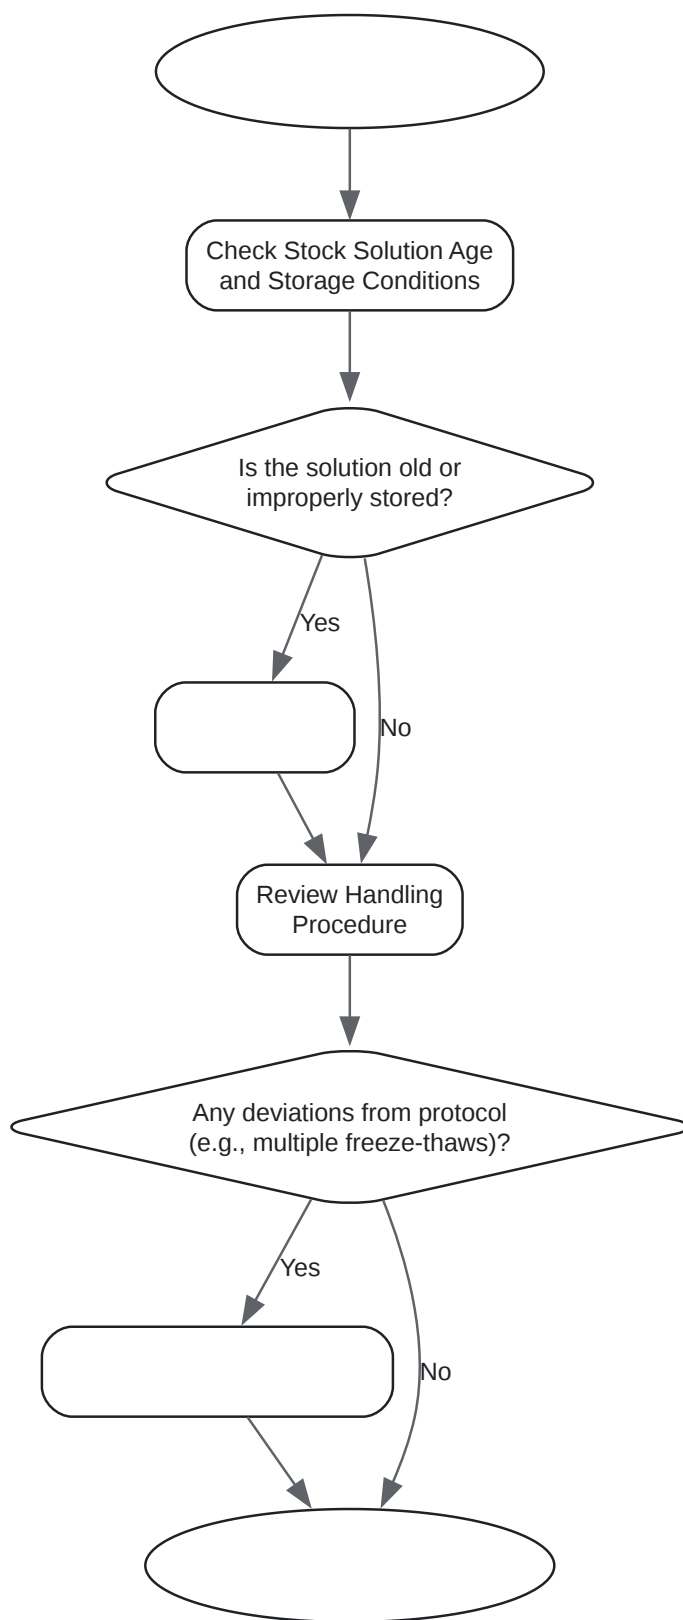 Check Stock Solution Age
and Storage Conditions
Is the solution old or
improperly stored?
Yes
No
Review Handling
Procedure
Any deviations from protocol
(e.g., multiple freeze-thaws)?
Yes
No